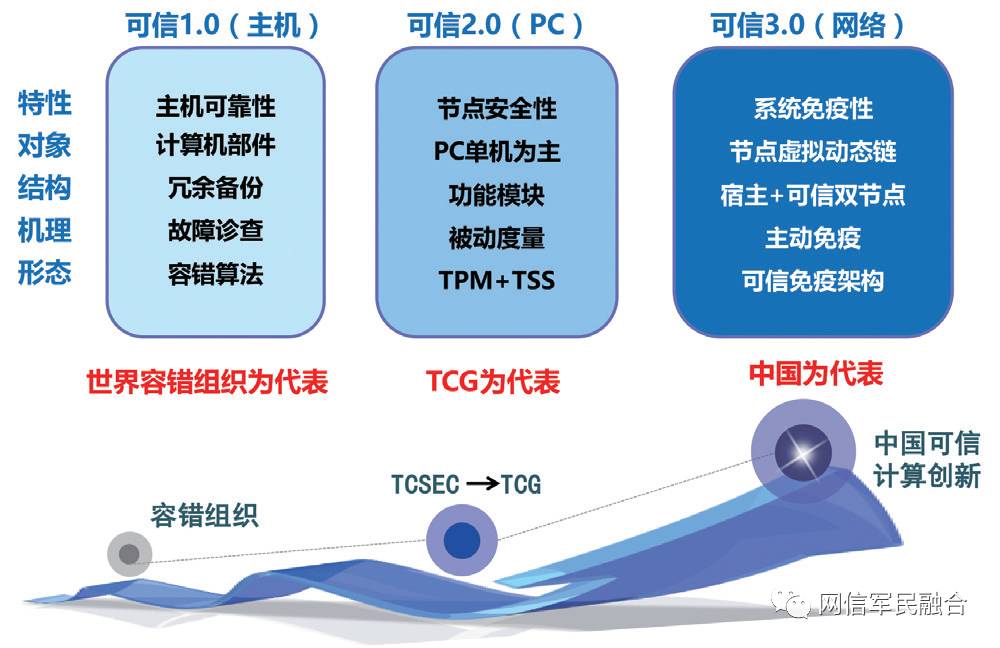 可信1.0（主机）
可信2.0（PC）
可信3.0（网络）
特性
对象
结构
机理
形态
主机可靠性
计算机部件
冗余备份
故障诊查
容错算法
节点安全性
PC单机为主
功能模块
被动度量
TPM+TSS
系统免疫性
节点虚拟动态链
宿主+可信双节点
主动免疫
可信免疫架构
世界容错组织为代表
TCG为代表
中国为代表
容错组织
TCSEC→TCG
中国可信
计算创新
网信军民融合